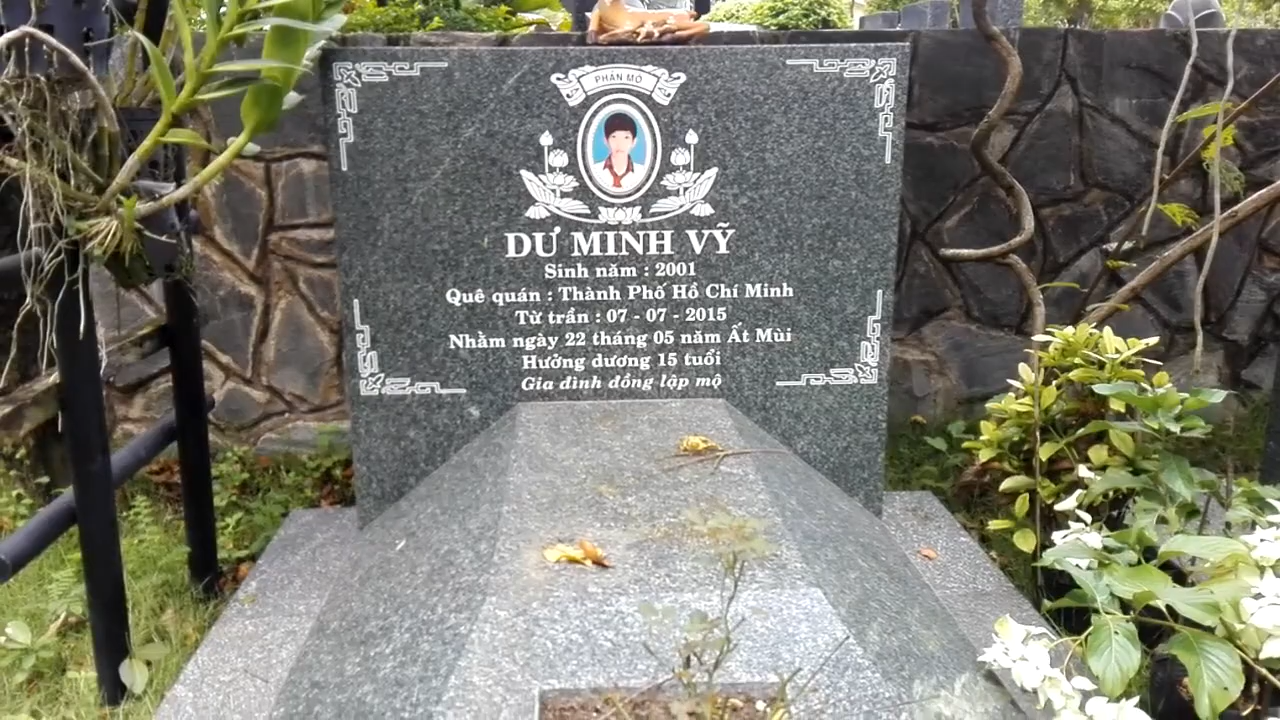 PHẦN MỘ
DƯ MINH VỸ
Sinh năm : 2001
Quê quán : Thành Phố Hồ Chí Minh
Từ trần : 07 - 07 - 2015
Nhằm ngày 22 tháng 05 năm Ất Mùi
Hưởng dương 15 tuổi
Gia đình đồng lập mộ